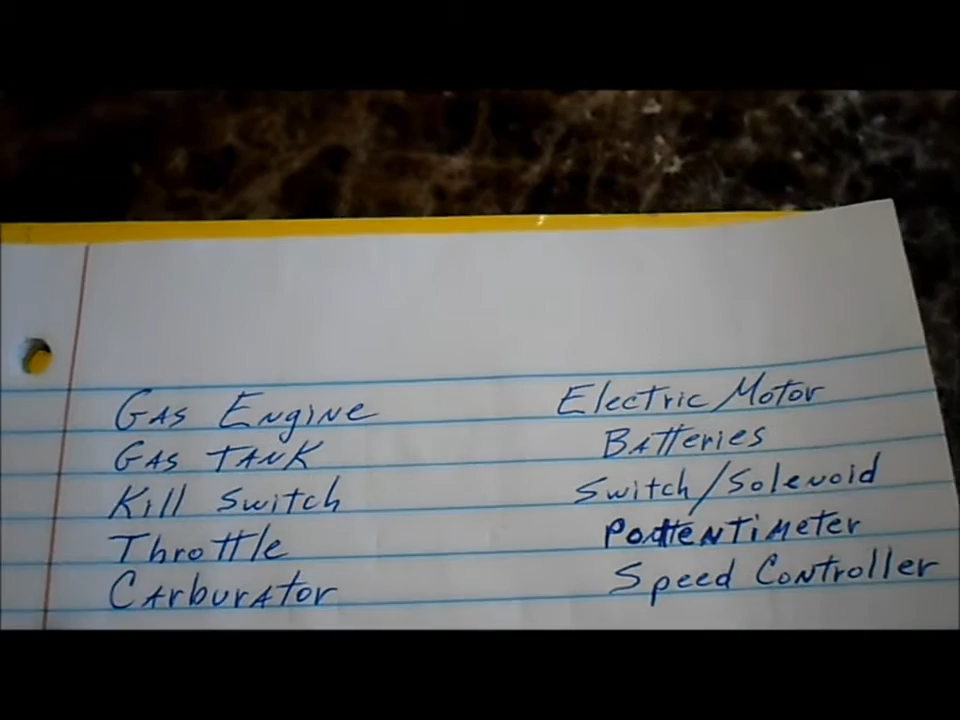 Gas Engine Electric Motor
Gas Tank Batteries
Kill Switch Switch/Solenoid
Throttle Pottentimeter
Carburator Speed Controller